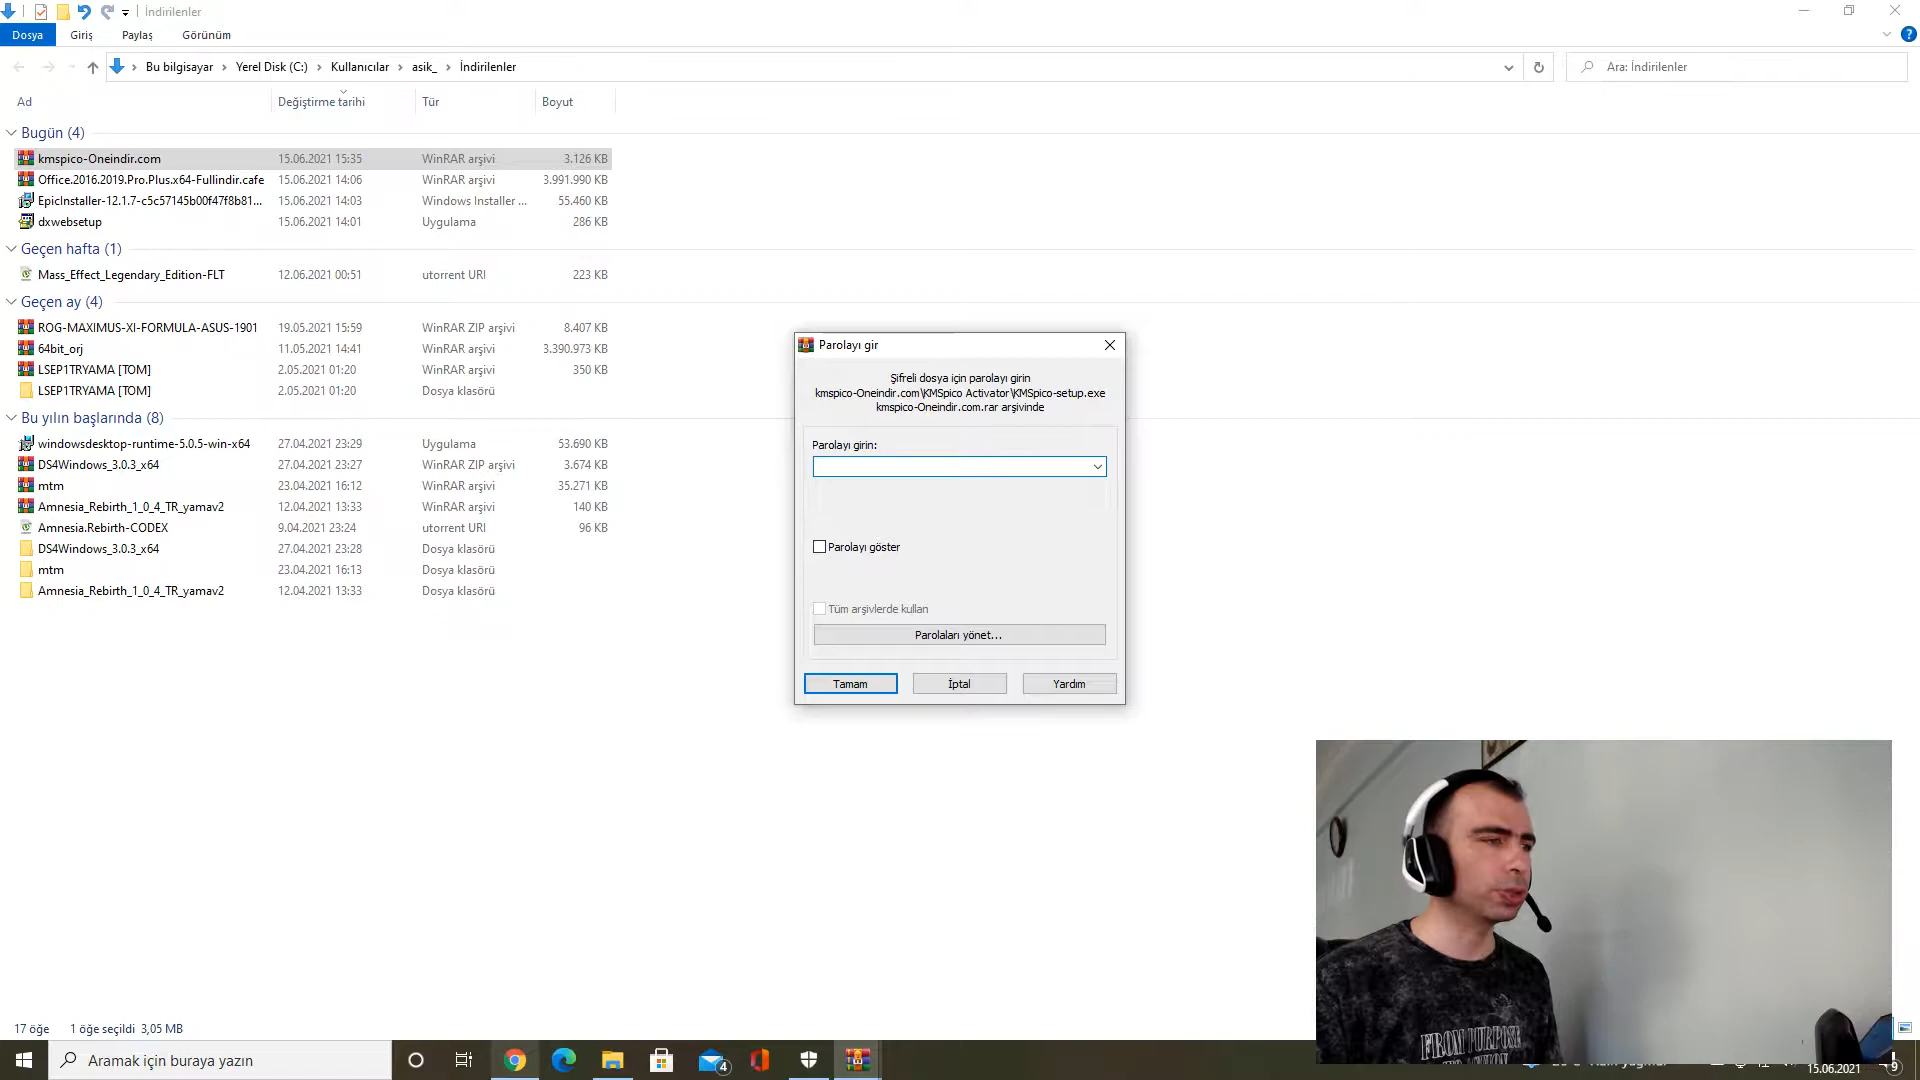 İndirilenler
Dosya Giriş Paylaş Görünüm
Bu bilgisayar Yerel Disk (C:) Kullanıcılar asik_ İndirilenler
Ara: İndirilenler
Ad Değiştirme tarihi Tür Boyut
Bugün (4)
kmspico-Oneindir.com 15.06.2021 15:35 WinRAR arşivi 3.126 KB
Office.2016.2019.Pro.Plus.x64-Fullindir.cafe 15.06.2021 14:06 WinRAR arşivi 3.991.990 KB
EpicInstaller-12.1.7-c5c57145b00f47f8b81... 15.06.2021 14:03 Windows Installer ... 55.460 KB
dxwebsetup 15.06.2021 14:01 Uygulama 286 KB
Geçen hafta (1)
Mass_Effect_Legendary_Edition-FLT 12.06.2021 00:51 utorrent URI 223 KB
Geçen ay (4)
ROG-MAXIMUS-XI-FORMULA-ASUS-1901 19.05.2021 15:59 WinRAR ZIP arşivi 8.407 KB
64bit_orj 11.05.2021 14:41 WinRAR arşivi 3.390.973 KB
LSEP1TRYAMA [TOM] 2.05.2021 01:20 WinRAR arşivi 350 KB
LSEP1TRYAMA [TOM] 2.05.2021 01:20 Dosya klasörü
Bu yılın başlarında (8)
windowsdesktop-runtime-5.0.5-win-x64 27.04.2021 23:29 Uygulama 53.690 KB
DS4Windows_3.0.3_x64 27.04.2021 23:27 WinRAR ZIP arşivi 3.674 KB
mtm 23.04.2021 16:12 WinRAR arşivi 35.271 KB
Amnesia_Rebirth_1_0_4_TR_yamav2 12.04.2021 13:33 WinRAR arşivi 140 KB
Amnesia.Rebirth-CODEX 9.04.2021 23:24 utorrent URI 96 KB
DS4Windows_3.0.3_x64 27.04.2021 23:28 Dosya klasörü
mtm 23.04.2021 16:13 Dosya klasörü
Amnesia_Rebirth_1_0_4_TR_yamav2 12.04.2021 13:33 Dosya klasörü
Parolayı gir
Şifreli dosya için parolayı girin
kmspico-Oneindir.com\KMSpico Activator\KMSpico-setup.exe
kmspico-Oneindir.com.rar arşivinde
Parolayı girin:
Parolayı göster
Tüm arşivlerde kullan
Parolaları yönet...
Tamam İptal Yardım
FROM PURPOSE
17 öğe 1 öğe seçildi 3,05 MB
Aramak için buraya yazın
4
15.06.2021
9